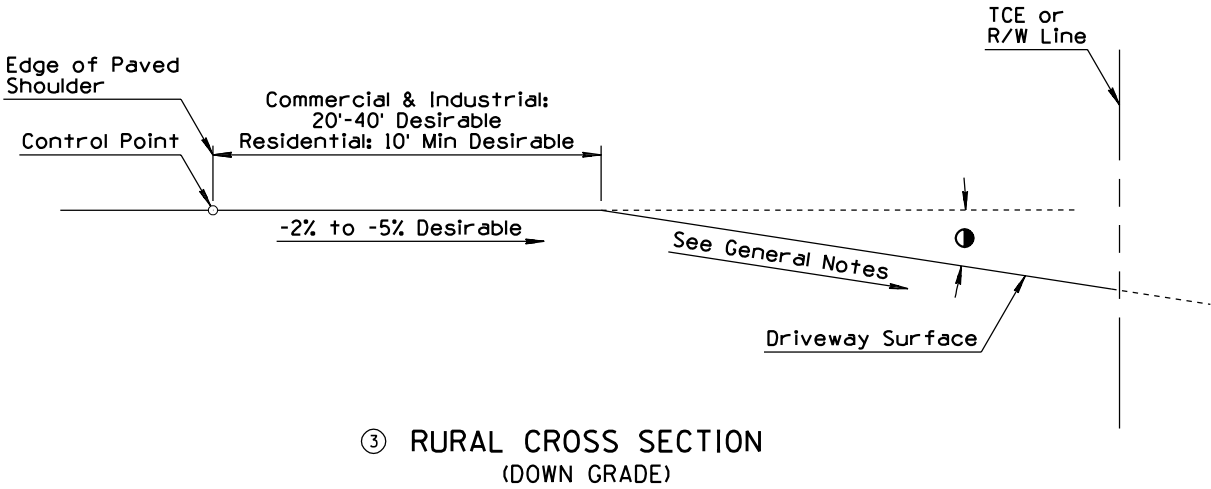 TCE or
R/W Line
Edge of Paved
Shoulder
Commercial & Industrial:
20'-40' Desirable
Residential: 10' Min Desirable
Control Point
-2% to -5% Desirable
See General Notes
Driveway Surface
3 RURAL CROSS SECTION
(DOWN GRADE)